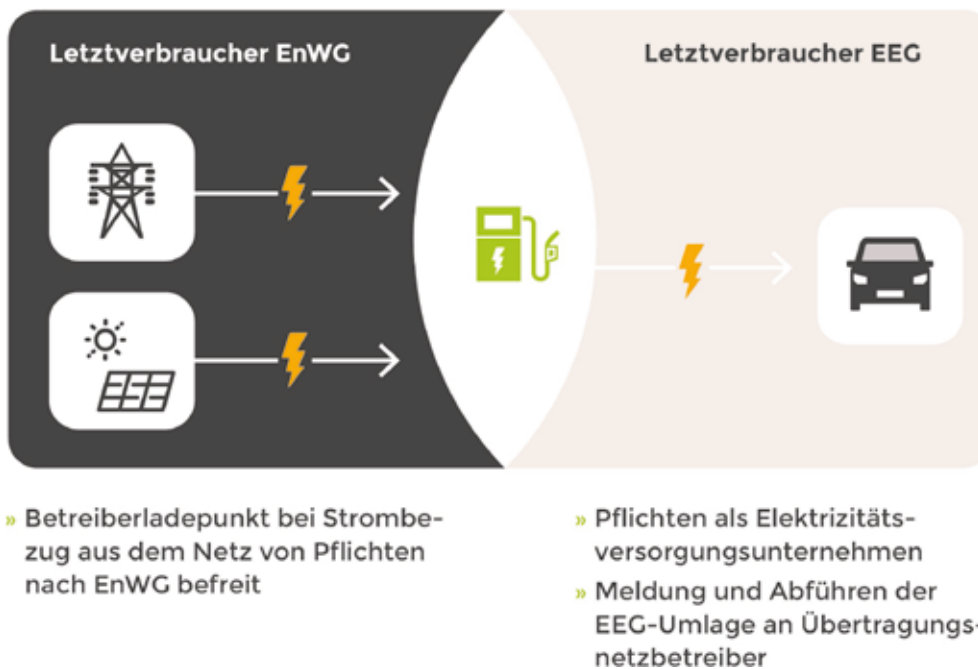 Letztverbraucher EnWG
Letztverbraucher EEG
» Betreiberladepunkt bei Strombe-
zug aus dem Netz von Pflichten
nach EnWG befreit
» Pflichten als Elektrizitäts-
versorgungsunternehmen
» Meldung und Abführen der
EEG-Umlage an Übertragungs-
netzbetreiber